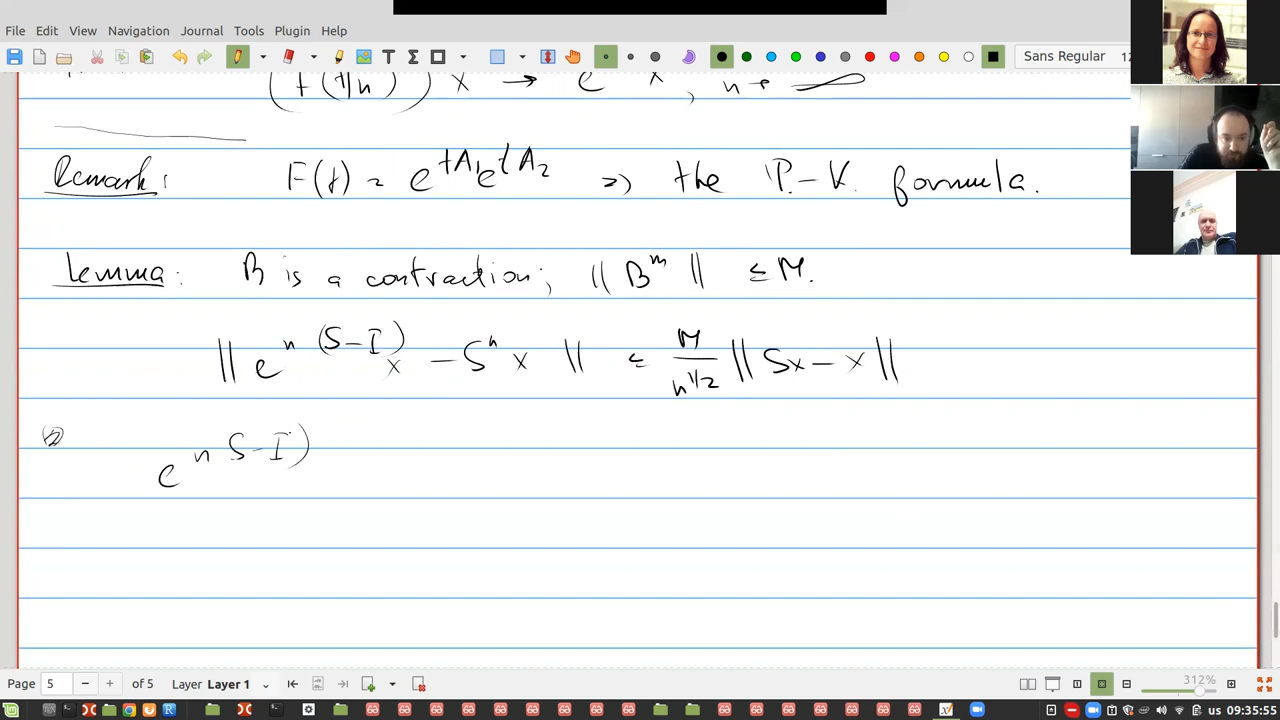 File Edit View Navigation Journal Tools Plugin Help
Sans Regular 12
(F(t/n)) x → e x, n→ ∞
Remark: F(t) = e^{tA_1} e^{tA_2} => the P.-K. formula.
Lemma: B is a contraction; ||B^m|| ≤ M.
|| e^{n(S-I)} x - S^n x || ≤ M/n^{1/2} || Sx - x ||
e^{n S-I)}
Page 5 of 5 Layer Layer 1 312%
us 09:35:55